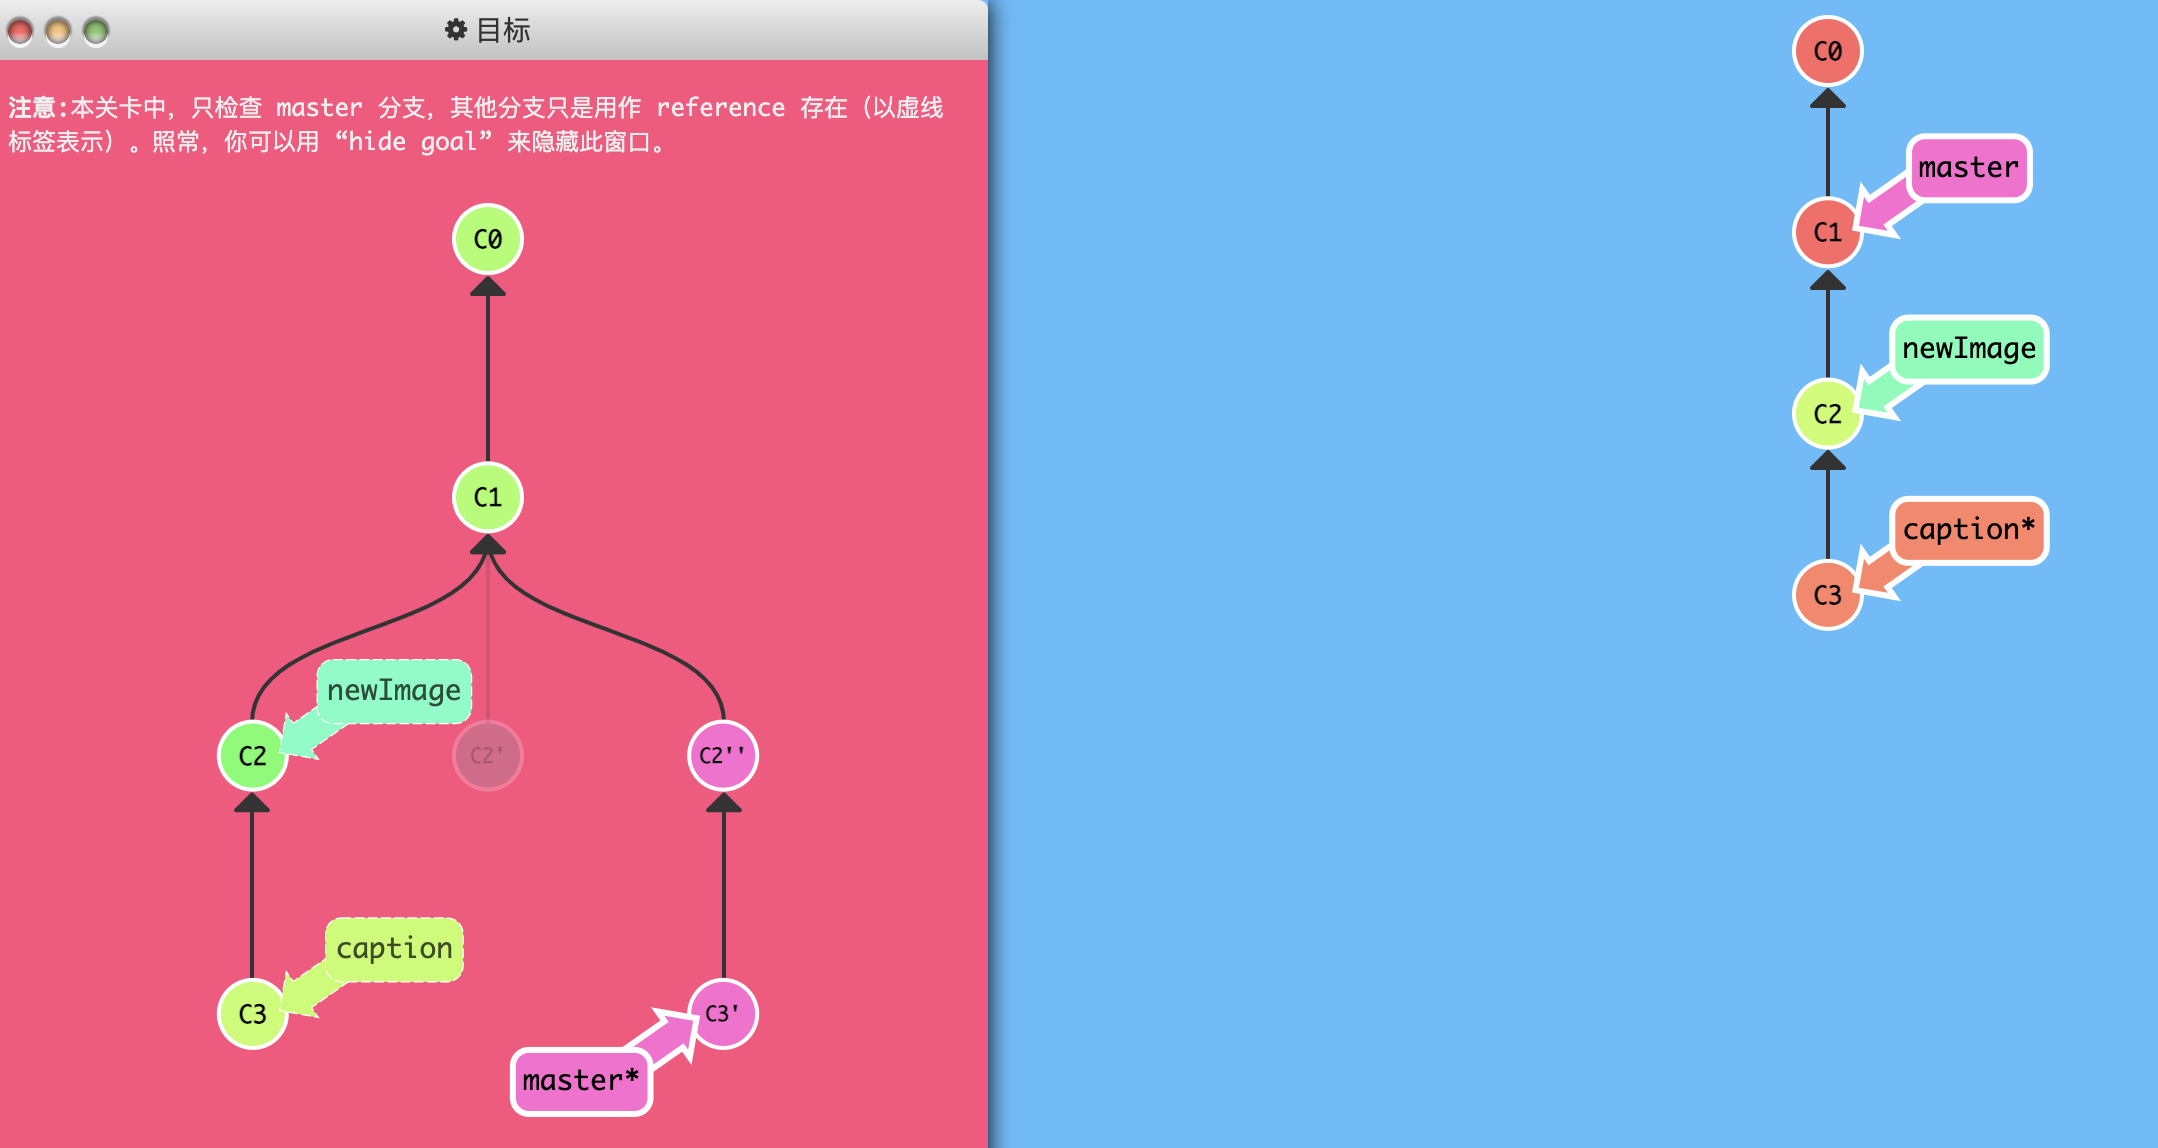 目标
注意:本关卡中，只检查 master 分支，其他分支只是用作 reference 存在（以虚线
标签表示）。照常，你可以用 “hide goal” 来隐藏此窗口。
C0
C1
newImage
C2
C2'
C2''
caption
C3
C3'
master*
C0
master
C1
newImage
C2
caption*
C3